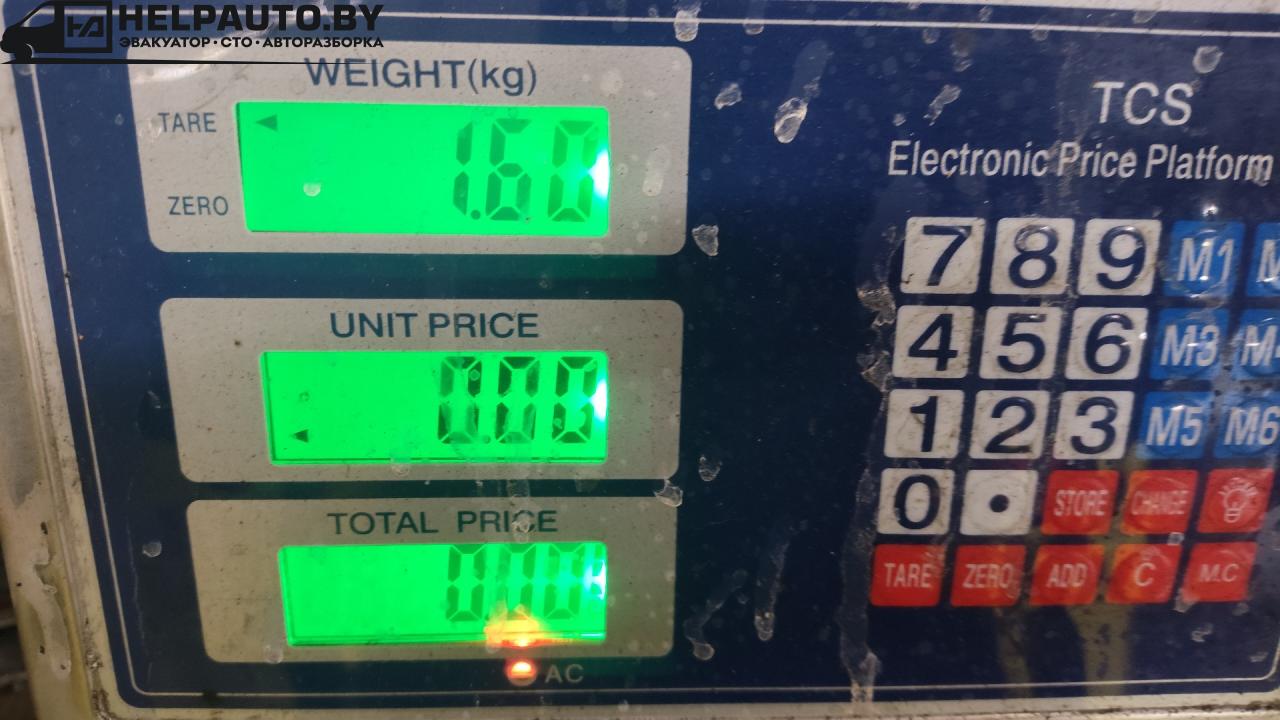 HELPAUTO.BY
ЭВАКУАТОР · СТО · АВТОРАЗБОРКА
WEIGHT(kg)
TARE
1.60
ZERO
UNIT PRICE
0.00
TOTAL PRICE
0.00
AC
TCS
Electronic Price Platform
7 8 9 M1
4 5 6 M3
1 2 3 M5 M6
0 . STORE CHANGE
TARE ZERO ADD C M.C